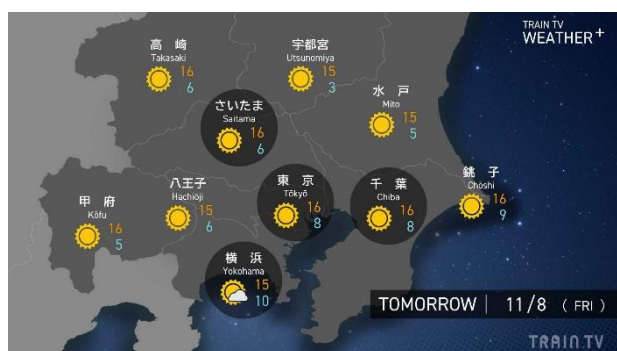 TRAIN TV
WEATHER+
高崎
Takasaki
16
6
宇都宮
Utsunomiya
15
3
水戸
Mito
15
5
さいたま
Saitama
16
6
甲府
Kōfu
16
5
八王子
Hachiōji
15
6
東京
Tōkyō
16
8
千葉
Chiba
16
8
銚子
Chōshi
16
9
横浜
Yokohama
15
10
TOMORROW | 11/8 (FRI)
TRAIN TV